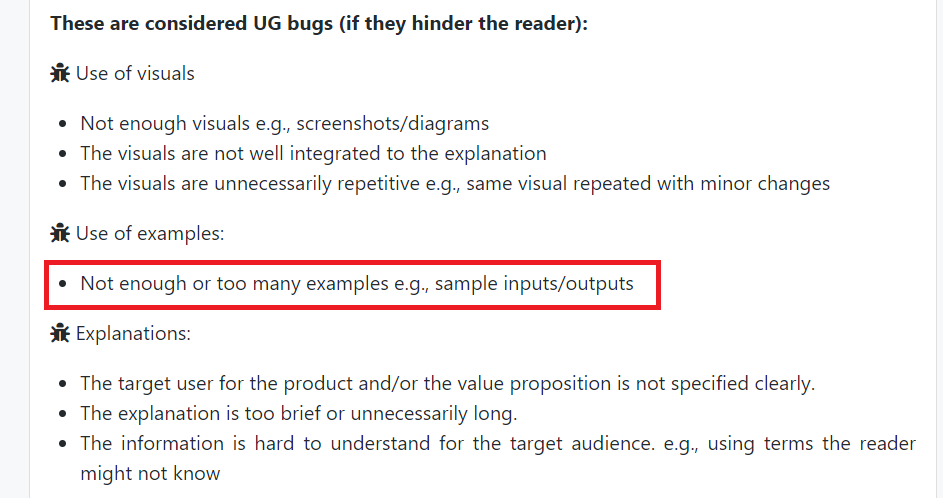 These are considered UG bugs (if they hinder the reader):
Use of visuals
Not enough visuals e.g., screenshots/diagrams
The visuals are not well integrated to the explanation
The visuals are unnecessarily repetitive e.g., same visual repeated with minor changes
Use of examples:
Not enough or too many examples e.g., sample inputs/outputs
Explanations:
The target user for the product and/or the value proposition is not specified clearly.
The explanation is too brief or unnecessarily long.
The information is hard to understand for the target audience. e.g., using terms the reader
might not know